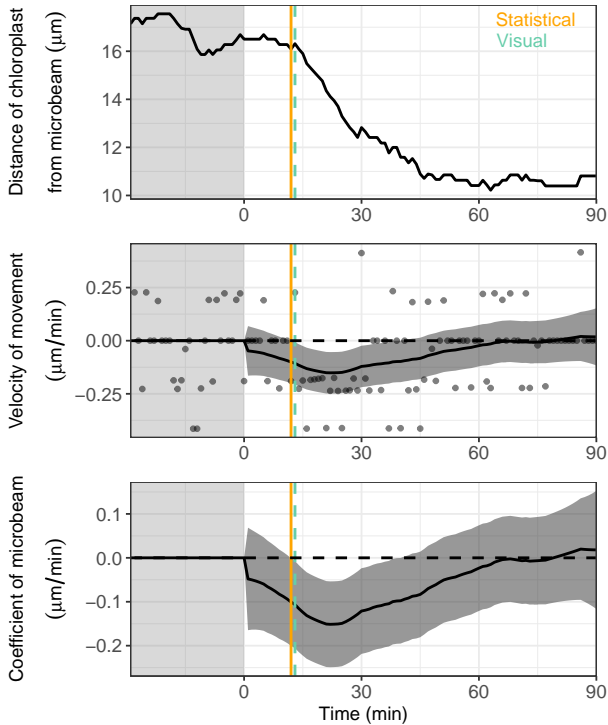 Statistical
Visual
Distance of chloroplast
from microbeam (μm)
16
14
12
10
0
30
60
90
Velocity of movement
(μm/min)
0.25
0.00
−0.25
0
30
60
90
Coefficient of microbeam
(μm/min)
0.1
0.0
−0.1
−0.2
0
30
60
90
Time (min)